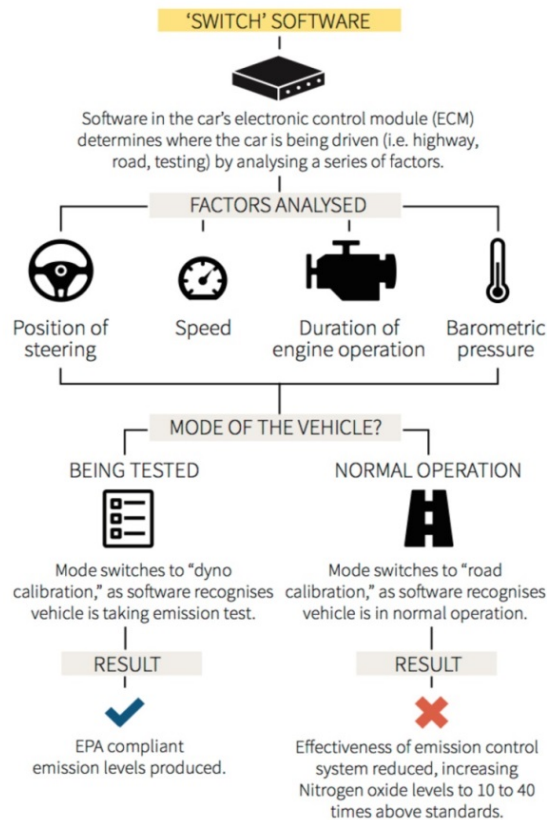 'SWITCH' SOFTWARE
Software in the car's electronic control module (ECM)
determines where the car is being driven (i.e. highway,
road, testing) by analysing a series of factors.
FACTORS ANALYSED
Position of
steering
Speed
Duration of
engine operation
Barometric
pressure
MODE OF THE VEHICLE?
BEING TESTED
Mode switches to "dyno
calibration," as software recognises
vehicle is taking emission test.
RESULT
EPA compliant
emission levels produced.
NORMAL OPERATION
Mode switches to "road
calibration," as software recognises
vehicle is in normal operation.
RESULT
Effectiveness of emission control
system reduced, increasing
Nitrogen oxide levels to 10 to 40
times above standards.